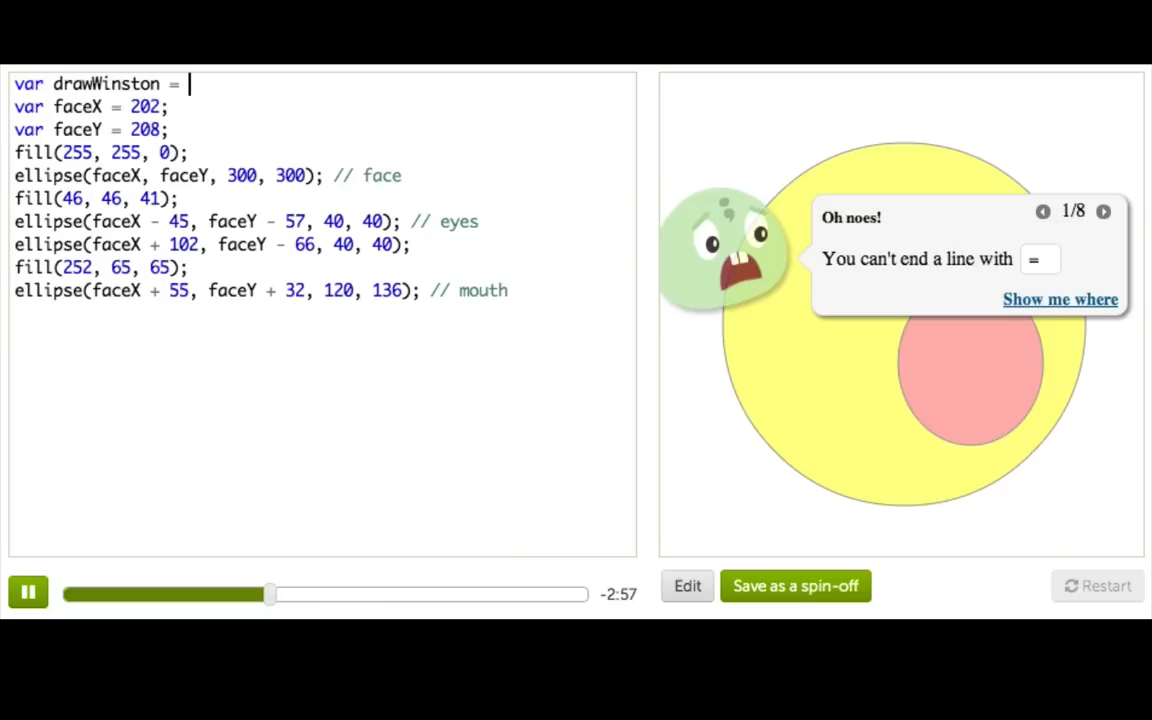 var drawWinston =
var faceX = 202;
var faceY = 208;
fill(255, 255, 0);
ellipse(faceX, faceY, 300, 300); // face
fill(46, 46, 41);
ellipse(faceX - 45, faceY - 57, 40, 40); // eyes
ellipse(faceX + 102, faceY - 66, 40, 40);
fill(252, 65, 65);
ellipse(faceX + 55, faceY + 32, 120, 136); // mouth
Oh noes!
1/8
You can't end a line with =
Show me where
-2:57
Edit
Save as a spin-off
Restart